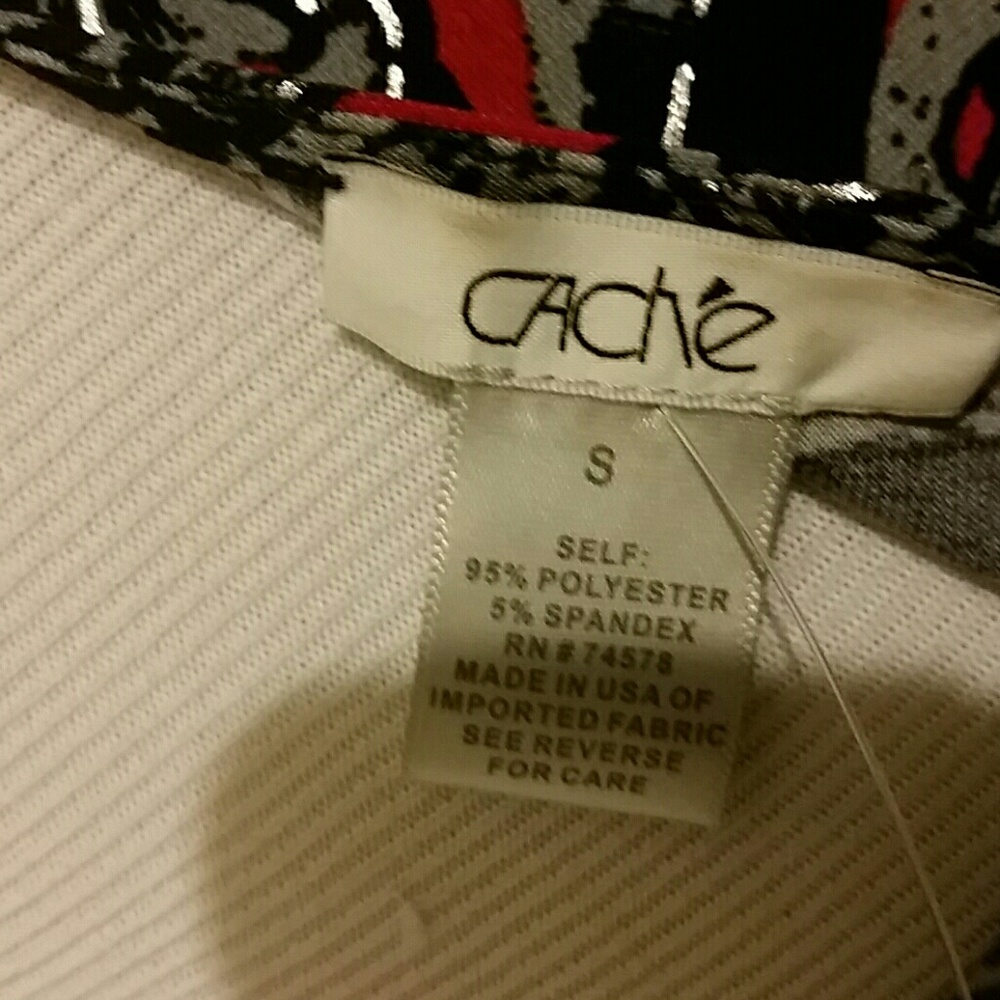 CAChé
S
SELF:
95% POLYESTER
5% SPANDEX
RN # 74578
MADE IN USA OF
IMPORTED FABRIC
SEE REVERSE
FOR CARE